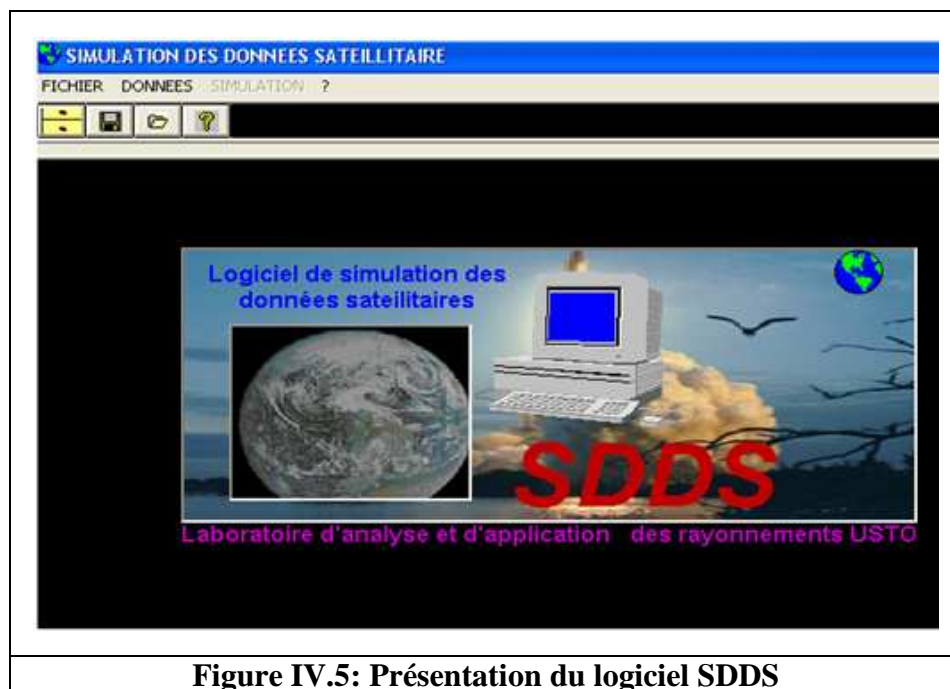 SIMULATION DES DONNEES SATEILLITAIRE
FICHIER DONNEES SIMULATION ?
Logiciel de simulation des
données sateilitaires
SDDS
Laboratoire d'analyse et d'application des rayonnements USTO
Figure IV.5: Présentation du logiciel SDDS